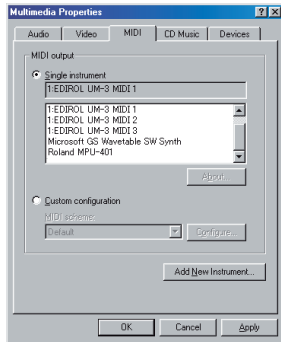 Multimedia Properties
Audio Video MIDI CD Music Devices
MIDI output
Single instrument
1:EDIROL UM-3 MIDI 1
1:EDIROL UM-3 MIDI 1
1:EDIROL UM-3 MIDI 2
1:EDIROL UM-3 MIDI 3
Microsoft GS Wavetable SW Synth
Roland MPU-401
About...
Custom configuration
MIDI scheme:
Default Configure...
Add New Instrument...
OK Cancel Apply